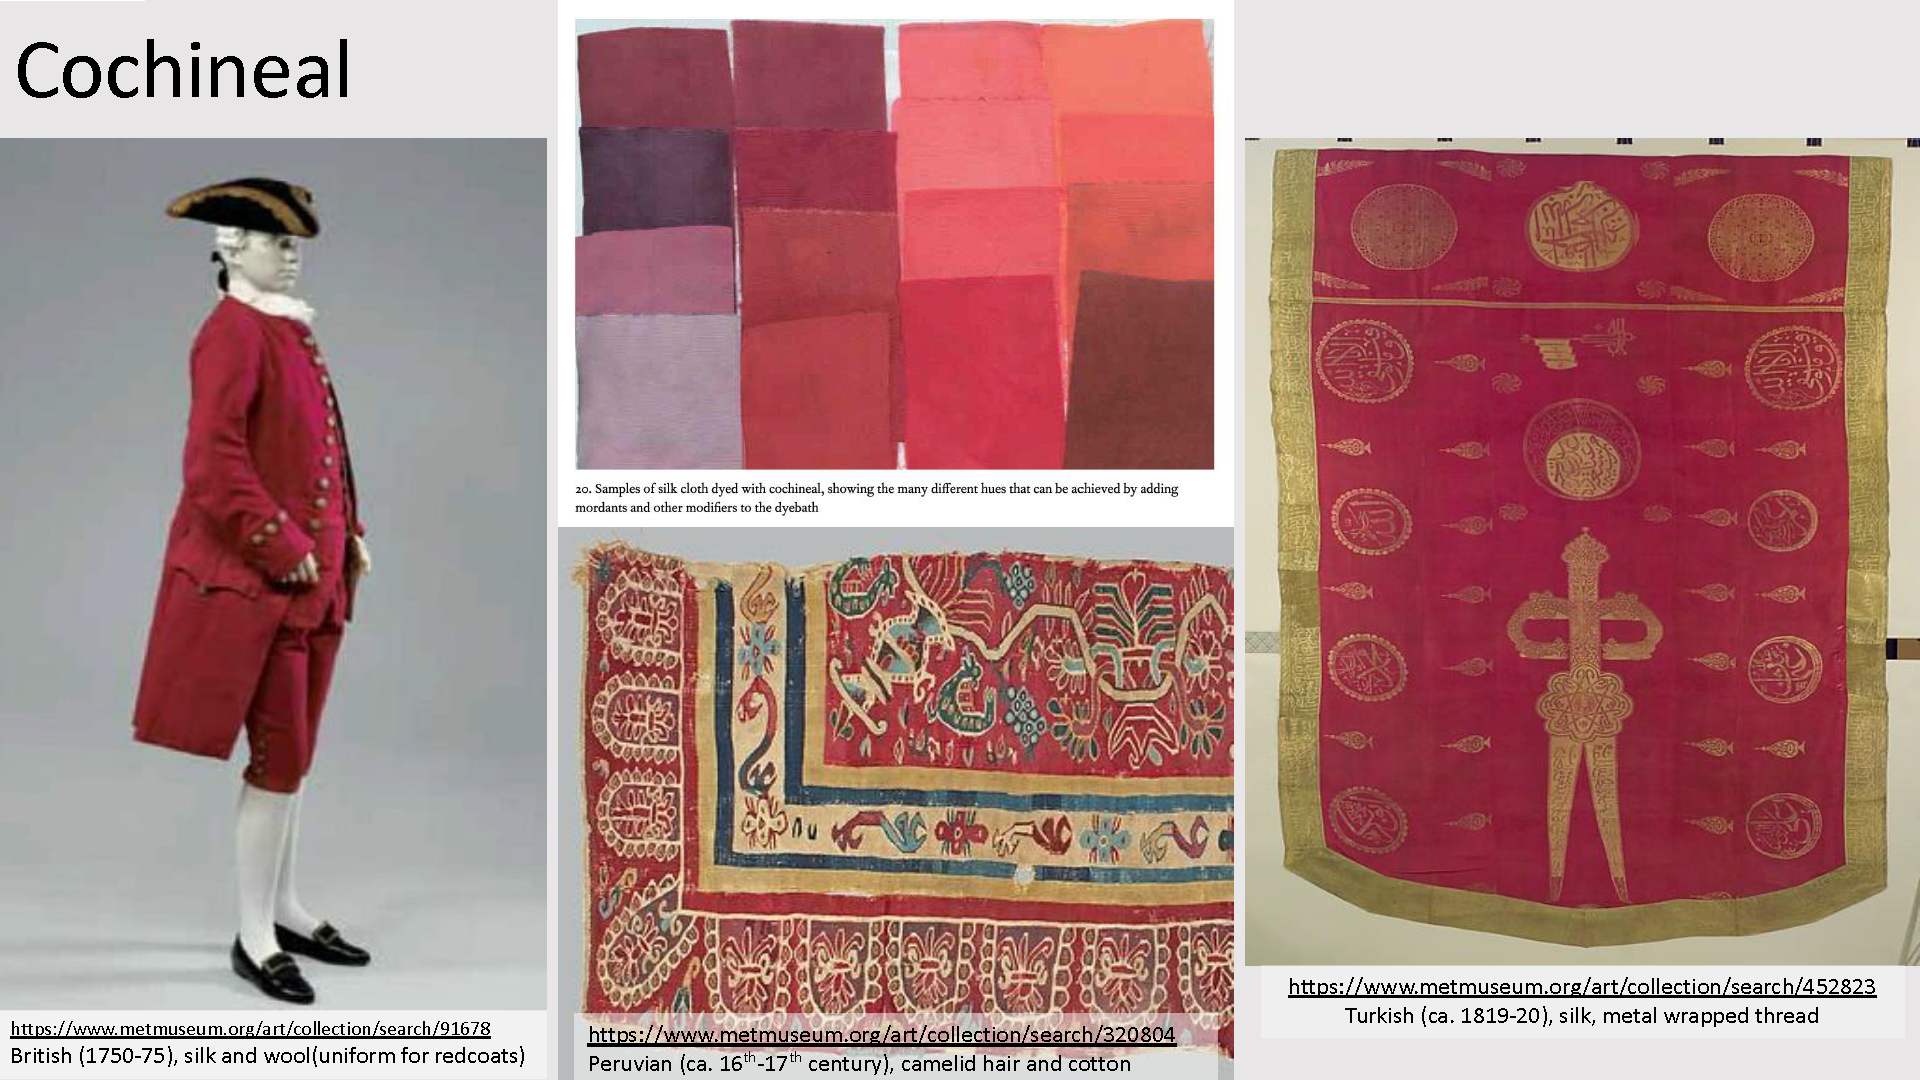 Cochineal
20. Samples of silk cloth dyed with cochineal, showing the many different hues that can be achieved by adding
mordants and other modifiers to the dyebath
https://www.metmuseum.org/art/collection/search/91678
British (1750-75), silk and wool(uniform for redcoats)
https://www.metmuseum.org/art/collection/search/320804
Peruvian (ca. 16th-17th century), camelid hair and cotton
https://www.metmuseum.org/art/collection/search/452823
Turkish (ca. 1819-20), silk, metal wrapped thread